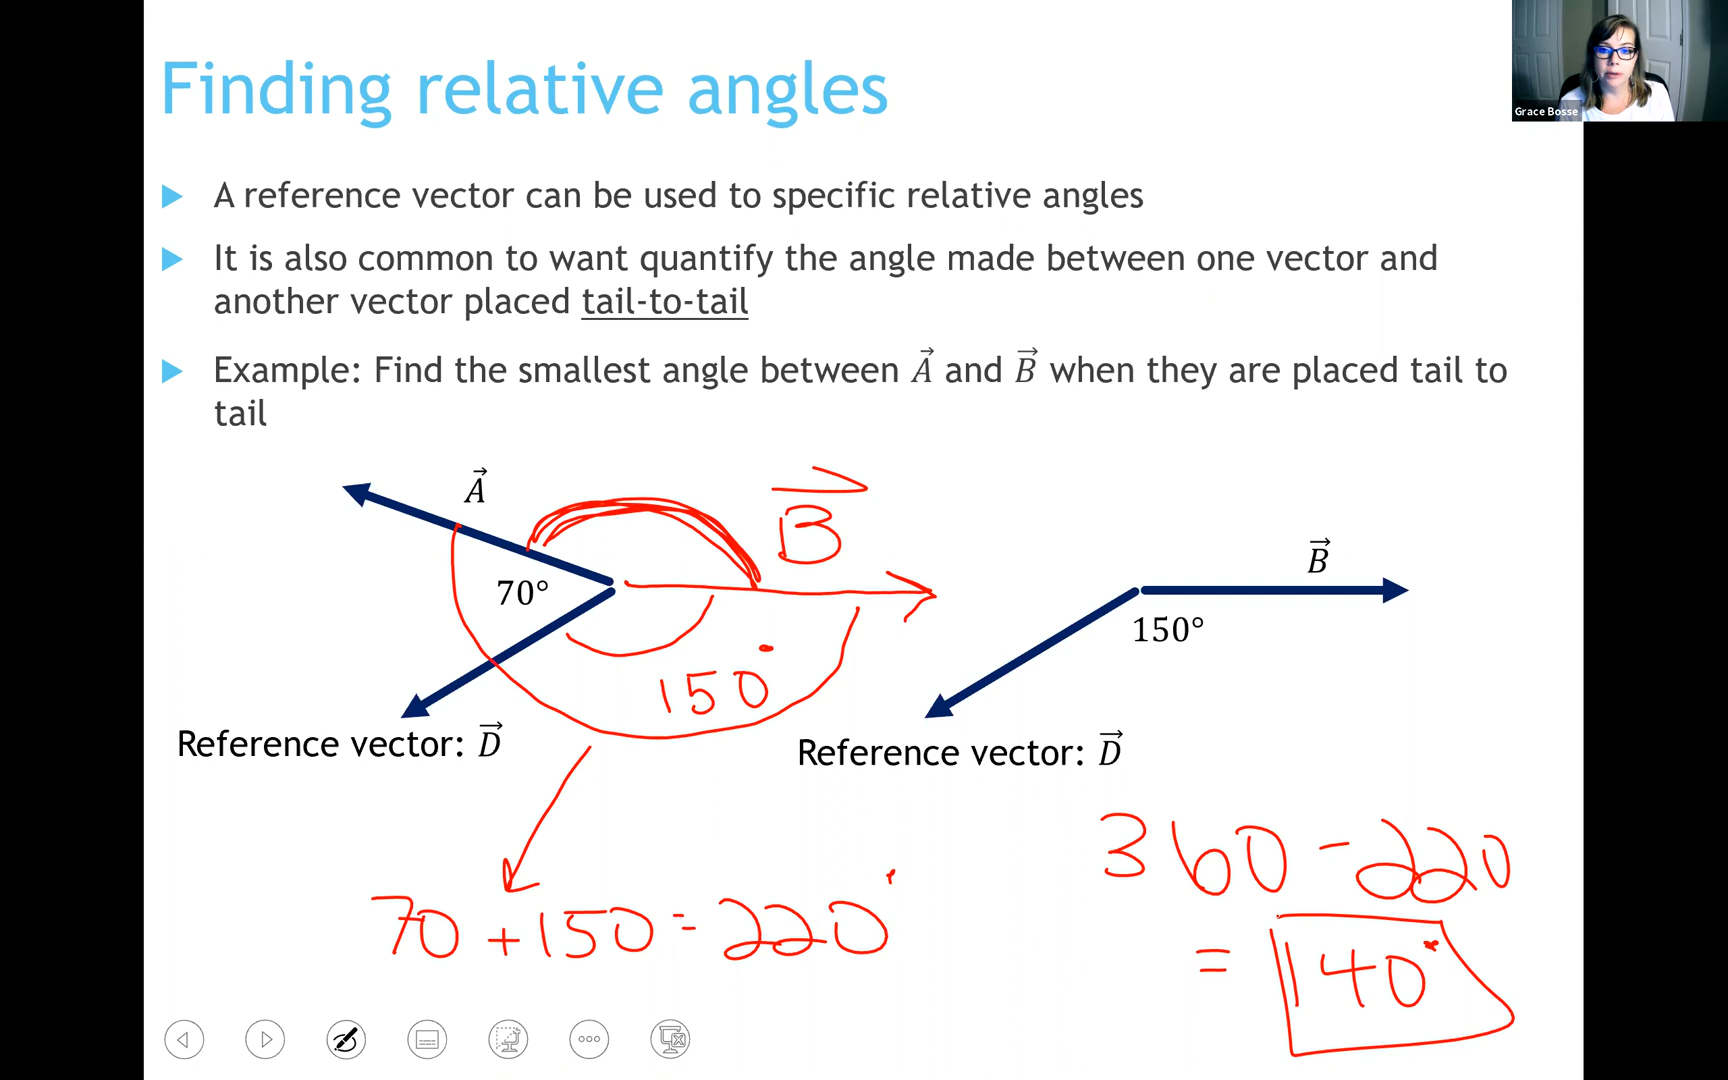 Finding relative angles
Grace Bosse
A reference vector can be used to specific relative angles
It is also common to want quantify the angle made between one vector and
another vector placed tail-to-tail
Example: Find the smallest angle between A⃗ and B⃗ when they are placed tail to
tail
A⃗
B⃗
B⃗
70°
150°
150°
Reference vector: D⃗
Reference vector: D⃗
70 + 150 = 220°
360 - 220
= 140°